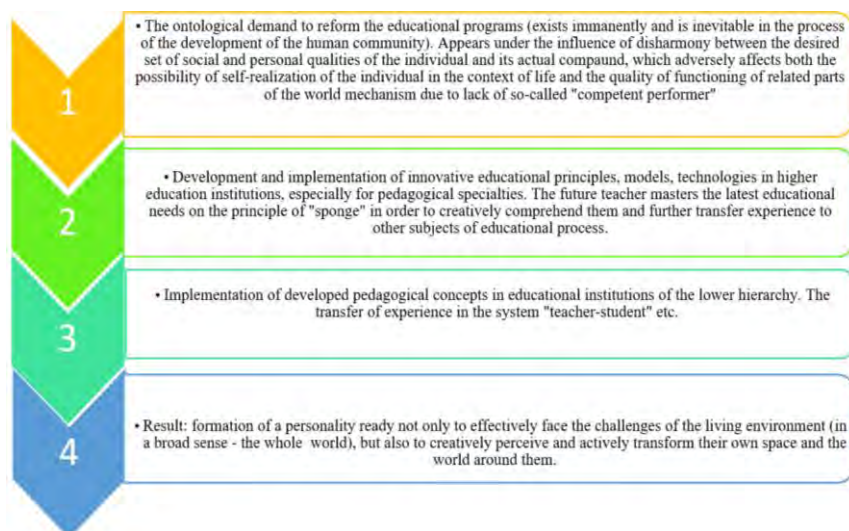 1
• The ontological demand to reform the educational programs (exists immanently and is inevitable in the process
of the development of the human community). Appears under the influence of disharmony between the desired
set of social and personal qualities of the individual and its actual compaund, which adversely affects both the
possibility of self-realization of the individual in the context of life and the quality of functioning of related parts
of the world mechanism due to lack of so-called "competent performer"
2
• Development and implementation of innovative educational principles, models, technologies in higher
education institutions, especially for pedagogical specialties. The future teacher masters the latest educational
needs on the principle of "sponge" in order to creatively comprehend them and further transfer experience to
other subjects of educational process.
3
• Implementation of developed pedagogical concepts in educational institutions of the lower hierarchy. The
transfer of experience in the system "teacher-student" etc.
4
• Result: formation of a personality ready not only to effectively face the challenges of the living environment (in
a broad sense - the whole world), but also to creatively perceive and actively transform their own space and the
world around them.